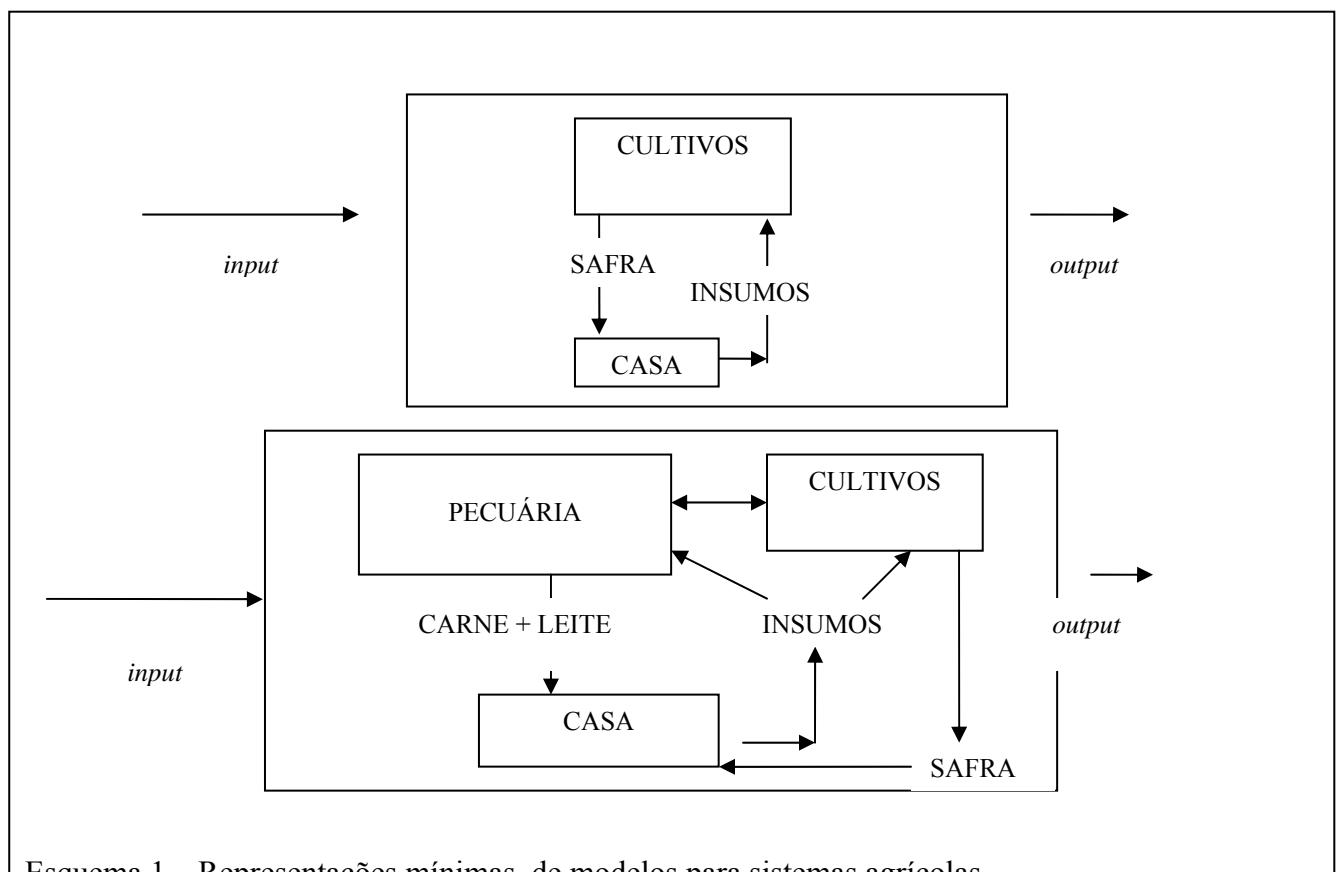 CULTIVOS
input
SAFRA
output
INSUMOS
CASA
CULTIVOS
PECUÁRIA
CARNE + LEITE
INSUMOS
output
input
CASA
SAFRA
Esquema 1 – Representações mínimas de modelos para sistemas agrícolas